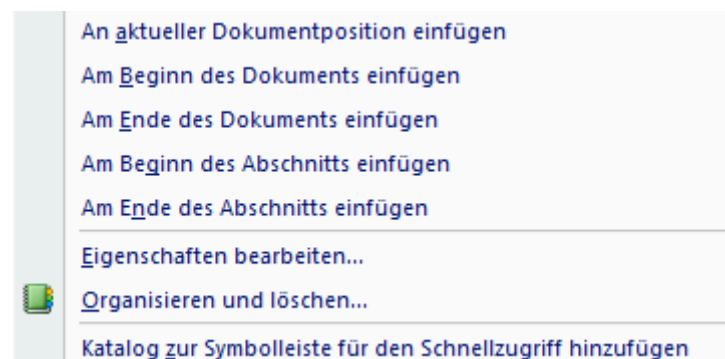 An aktueller Dokumentposition einfügen
Am Beginn des Dokuments einfügen
Am Ende des Dokuments einfügen
Am Beginn des Abschnitts einfügen
Am Ende des Abschnitts einfügen
Eigenschaften bearbeiten...
Organisieren und löschen...
Katalog zur Symbolleiste für den Schnellzugriff hinzufügen